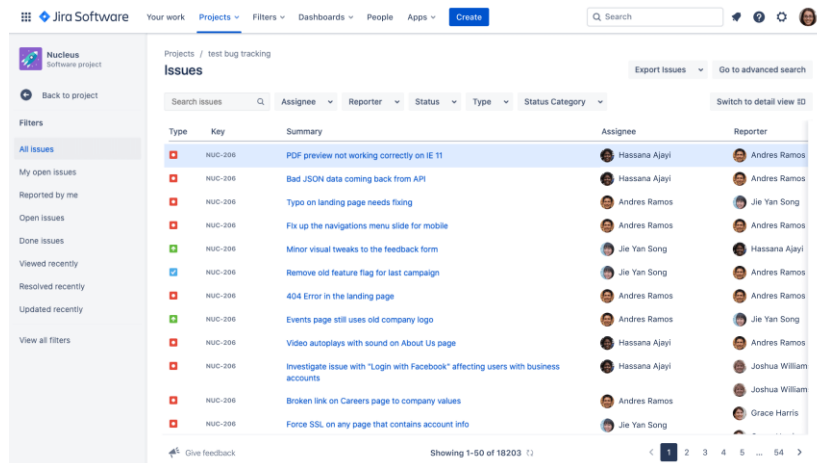 Jira Software Your work Projects Filters Dashboards People Apps Create Search
Nucleus
Software project
Back to project
Filters
All issues
My open issues
Reported by me
Open issues
Done issues
Viewed recently
Resolved recently
Updated recently
View all filters
Projects / test bug tracking
Issues
Export Issues Go to advanced search
Search issues Assignee Reporter Status Type Status Category Switch to detail view
Type Key Summary Assignee Reporter
NUC-206 PDF preview not working correctly on IE 11 Hassana Ajayi Andres Ramos
NUC-206 Bad JSON data coming back from API Hassana Ajayi Andres Ramos
NUC-206 Typo on landing page needs fixing Andres Ramos Jie Yan Song
NUC-206 Fix up the navigations menu slide for mobile Andres Ramos Andres Ramos
NUC-206 Minor visual tweaks to the feedback form Jie Yan Song Hassana Ajayi
NUC-206 Remove old feature flag for last campaign Jie Yan Song Andres Ramos
NUC-206 404 Error in the landing page Andres Ramos Andres Ramos
NUC-206 Events page still uses old company logo Andres Ramos Jie Yan Song
NUC-206 Video autoplays with sound on About Us page Hassana Ajayi Andres Ramos
NUC-206 Investigate issue with "Login with Facebook" affecting users with business Hassana Ajayi Joshua William
accounts
Joshua William
NUC-206 Broken link on Careers page to company values Andres Ramos
Grace Harris
NUC-206 Force SSL on any page that contains account info Jie Yan Song
Give feedback Showing 1-50 of 18203 1 2 3 4 5 ... 54